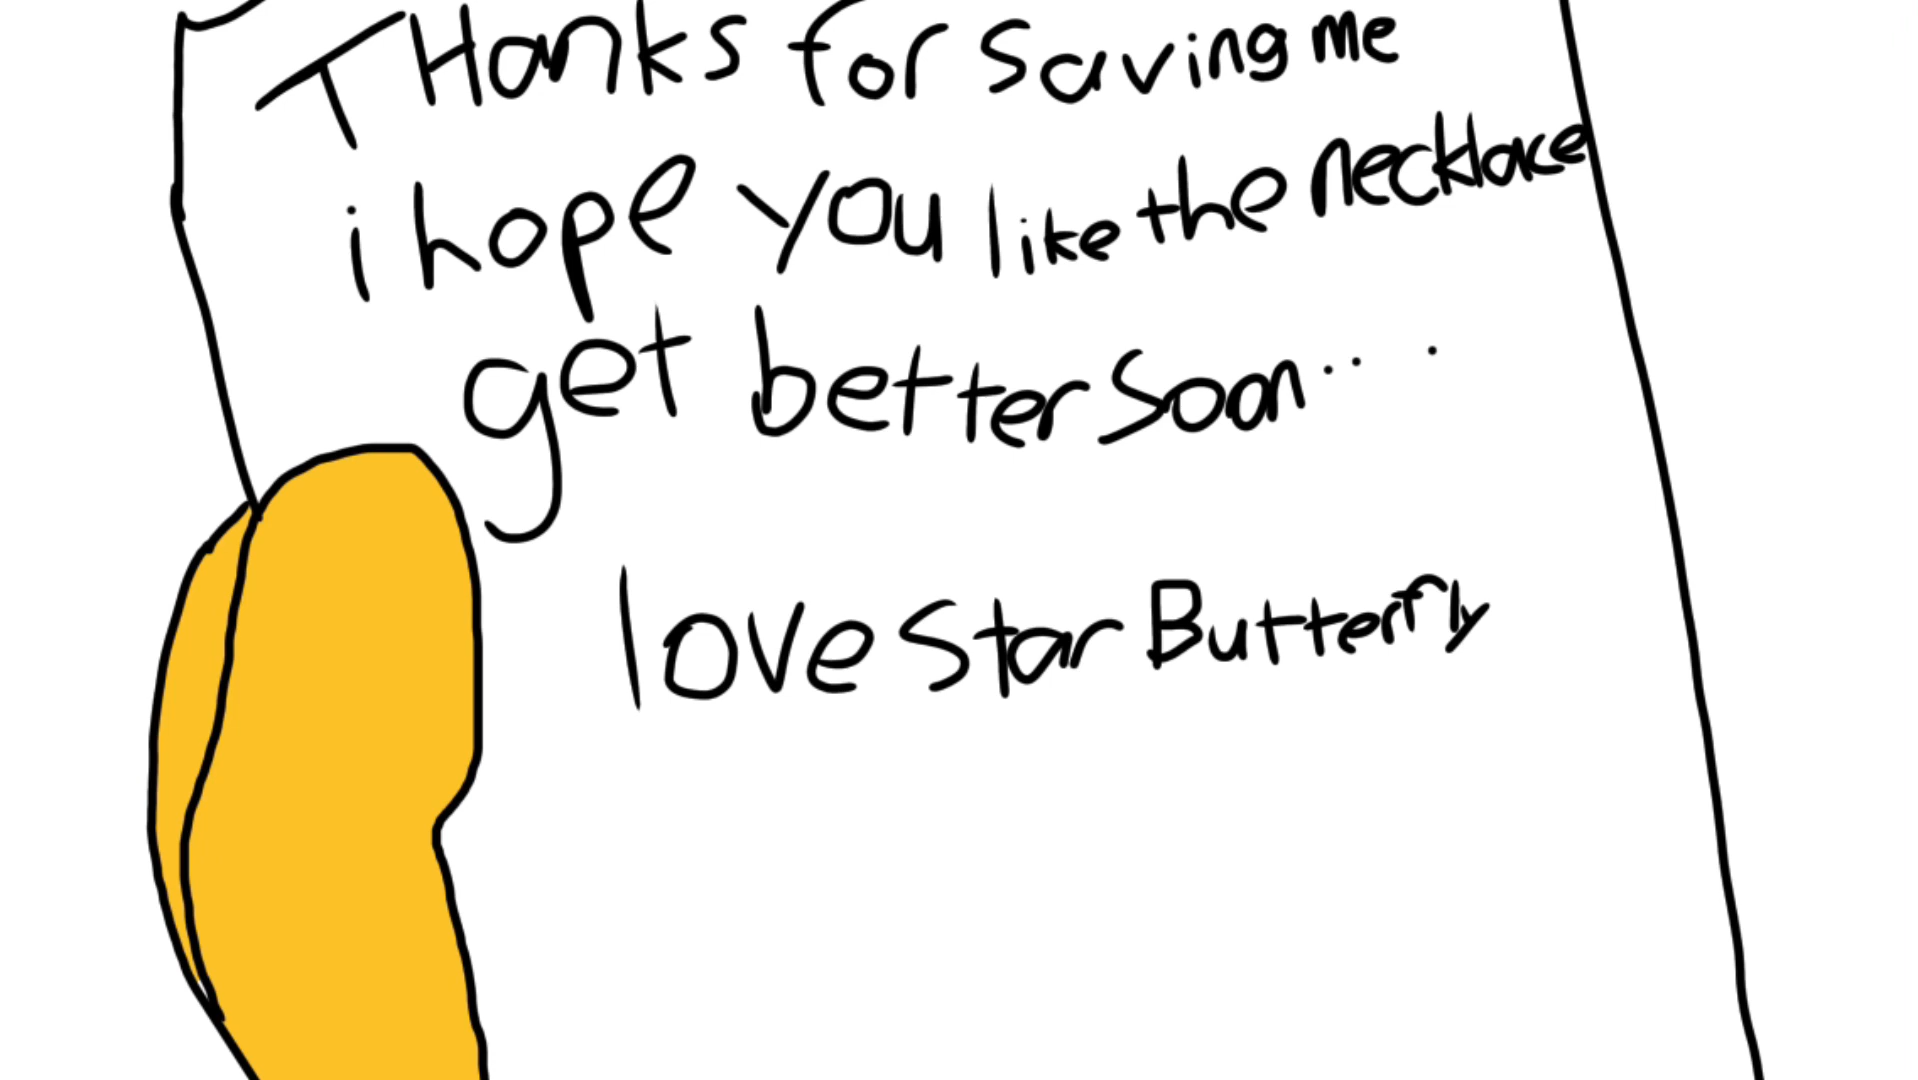 THanks for saving me
i hope you like the necklace
get better soon...
love Star Butterfly